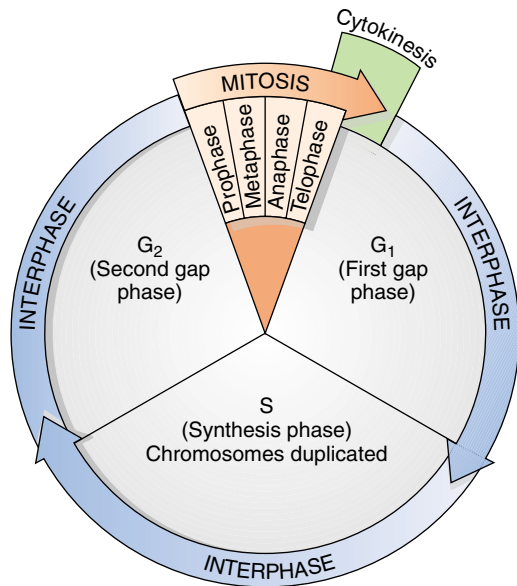 Cytokinesis
MITOSIS
Prophase
Metaphase
Anaphase
Telophase
INTERPHASE
G₂
(Second gap
phase)
G₁
(First gap
phase)
INTERPHASE
S
(Synthesis phase)
Chromosomes duplicated
INTERPHASE